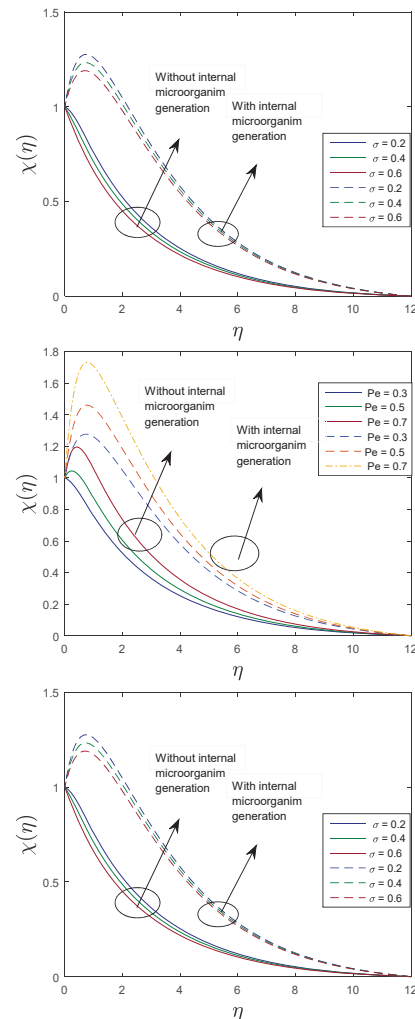 1.5
Without internal
microorganim
generation
With internal
microorganim
generation
σ = 0.2
σ = 0.4
σ = 0.6
σ = 0.2
σ = 0.4
σ = 0.6
1
χ(η)
0.5
0
0 2 4 6 8 10 12
η
1.8
1.6
1.4
1.2
1
0.8
0.6
0.4
0.2
0
χ(η)
Without internal
microorganim
generation
With internal
microorganim
generation
Pe = 0.3
Pe = 0.5
Pe = 0.7
Pe = 0.3
Pe = 0.5
Pe = 0.7
0 2 4 6 8 10 12
η
1.5
Without internal
microorganim
generation
With internal
microorganim
generation
1
χ(η)
0.5
0
σ = 0.2
σ = 0.4
σ = 0.6
σ = 0.2
σ = 0.4
σ = 0.6
0 2 4 6 8 10 12
η